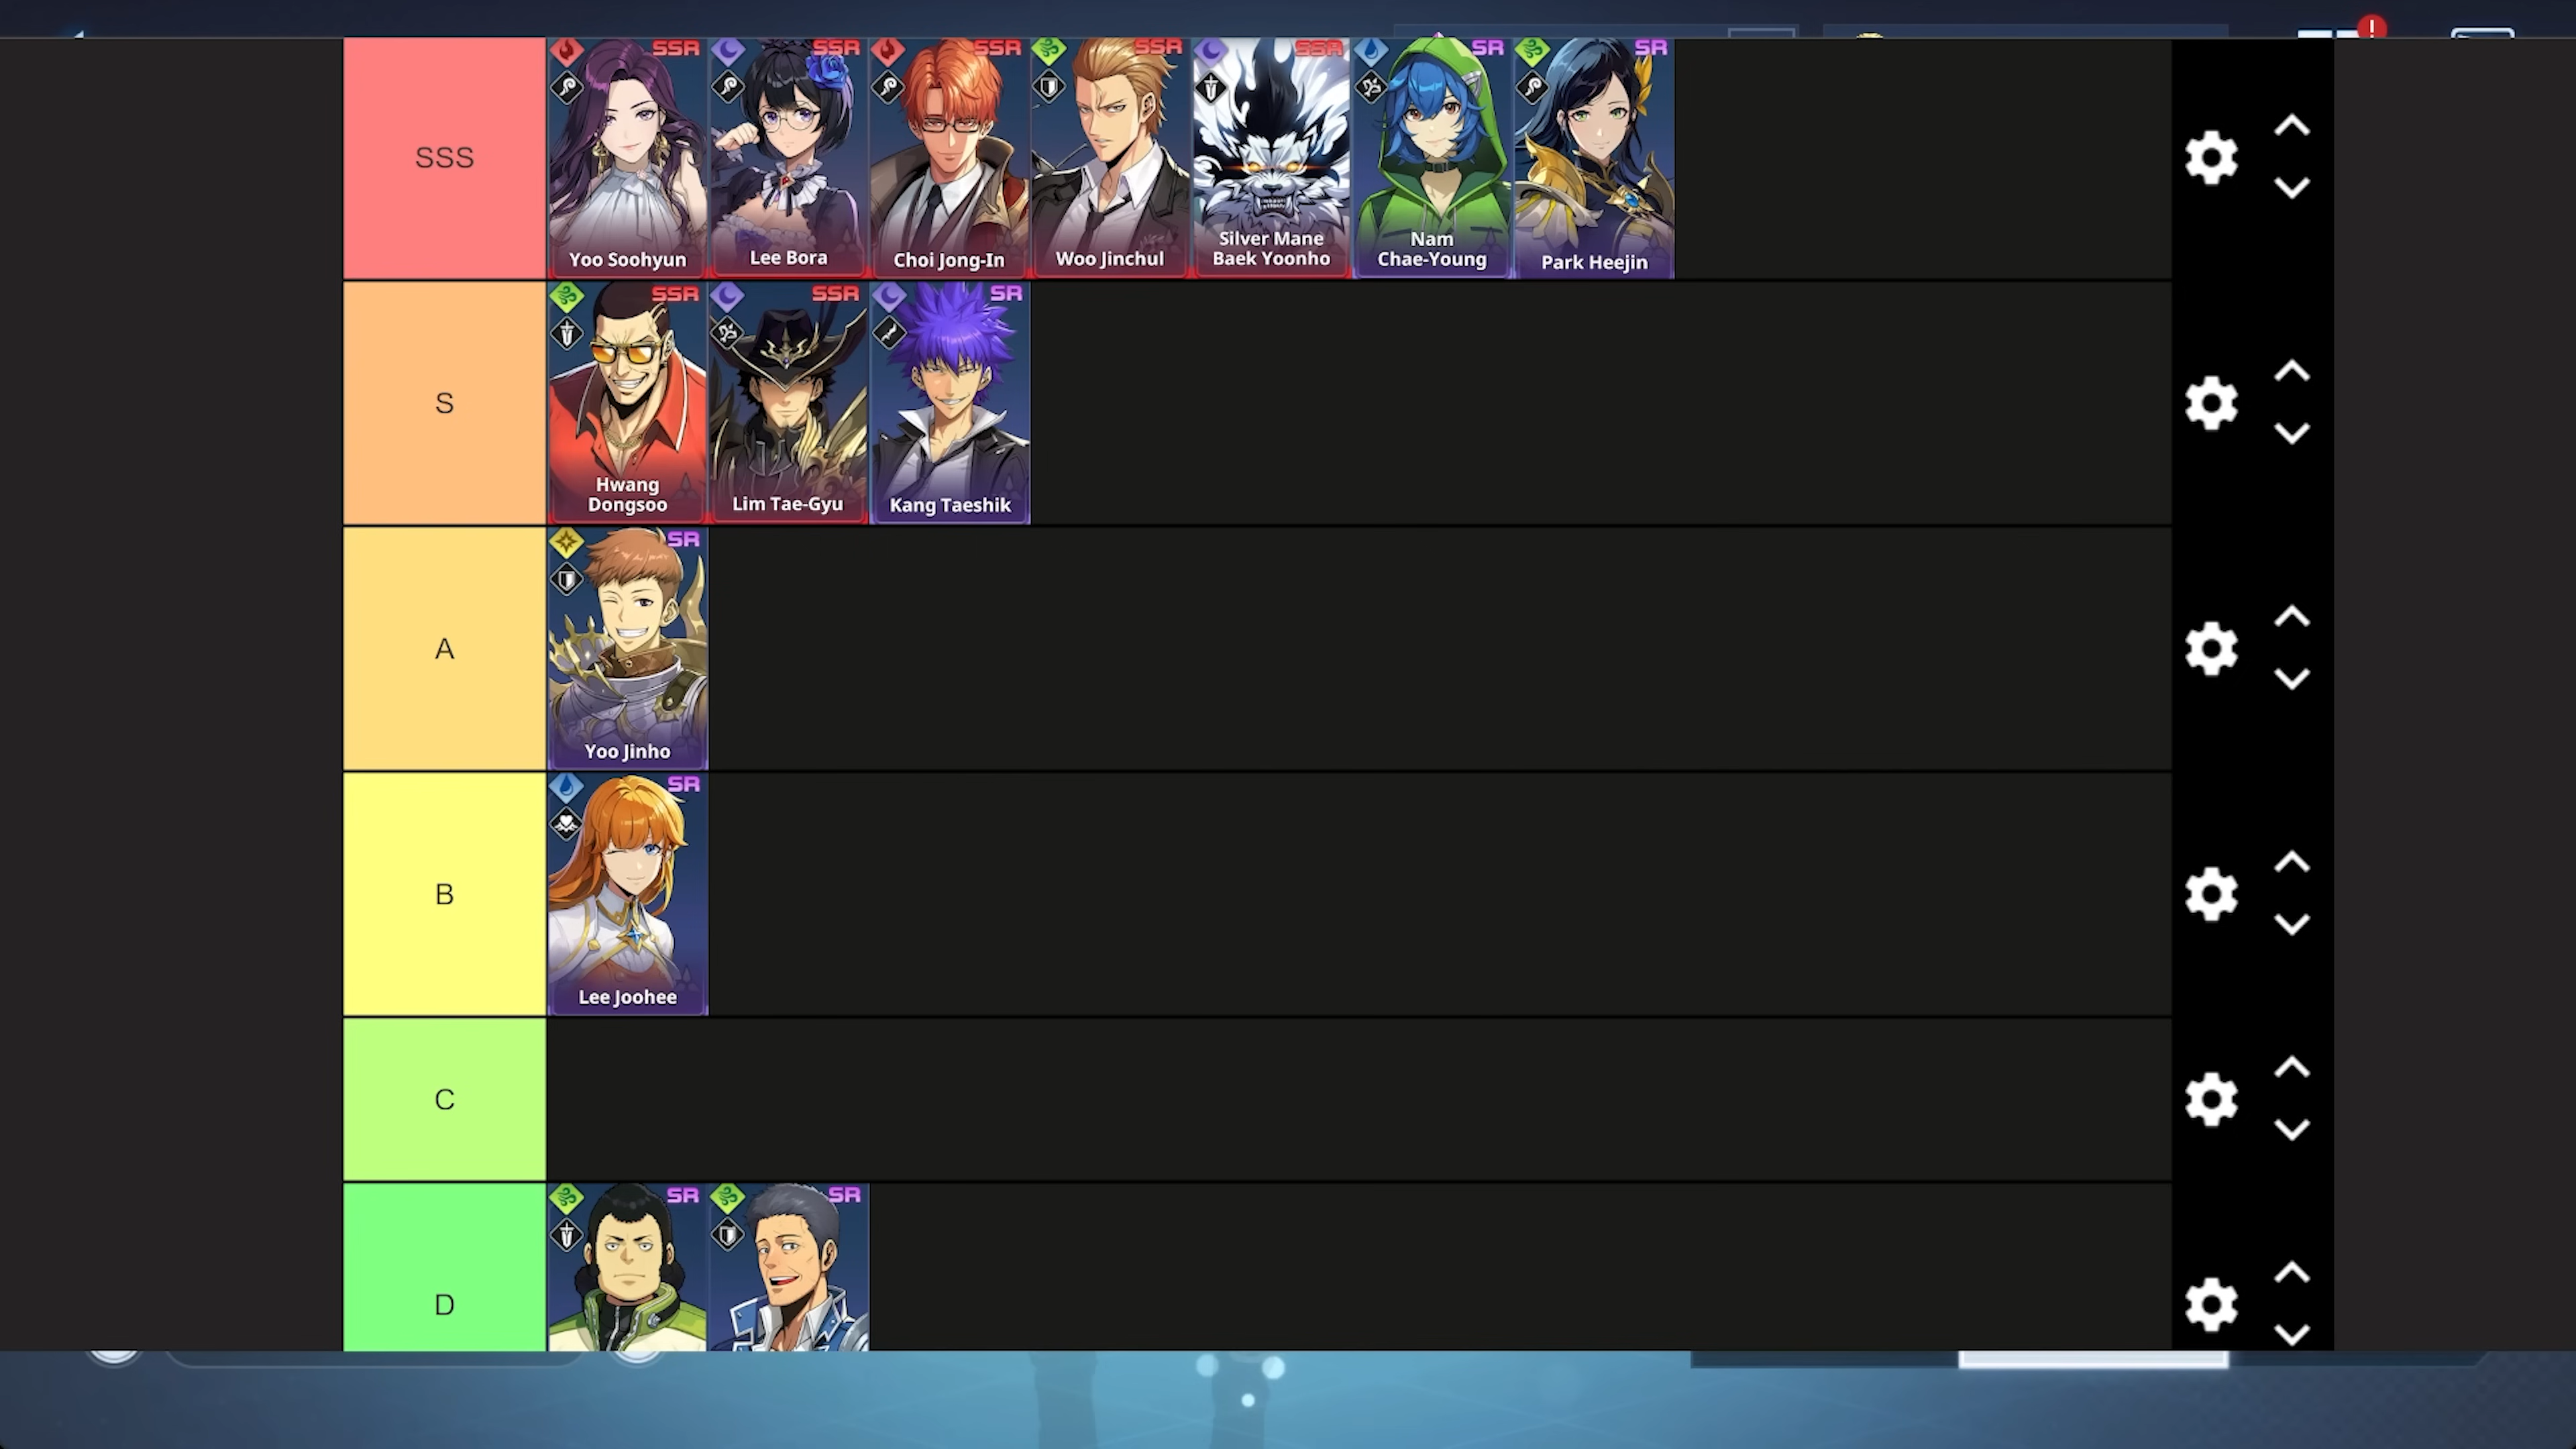 !
SSS
SSR
SSR
SSR
SSR
SSR
SR
SR
Yoo Soohyun
Lee Bora
Choi Jong-In
Woo Jinchul
Silver Mane
Baek Yoonho
Nam
Chae-Young
Park Heejin
S
SSR
SSR
SR
Hwang
Dongsoo
Lim Tae-Gyu
Kang Taeshik
A
SR
Yoo Jinho
B
SR
Lee Joohee
C
D
SR
SR